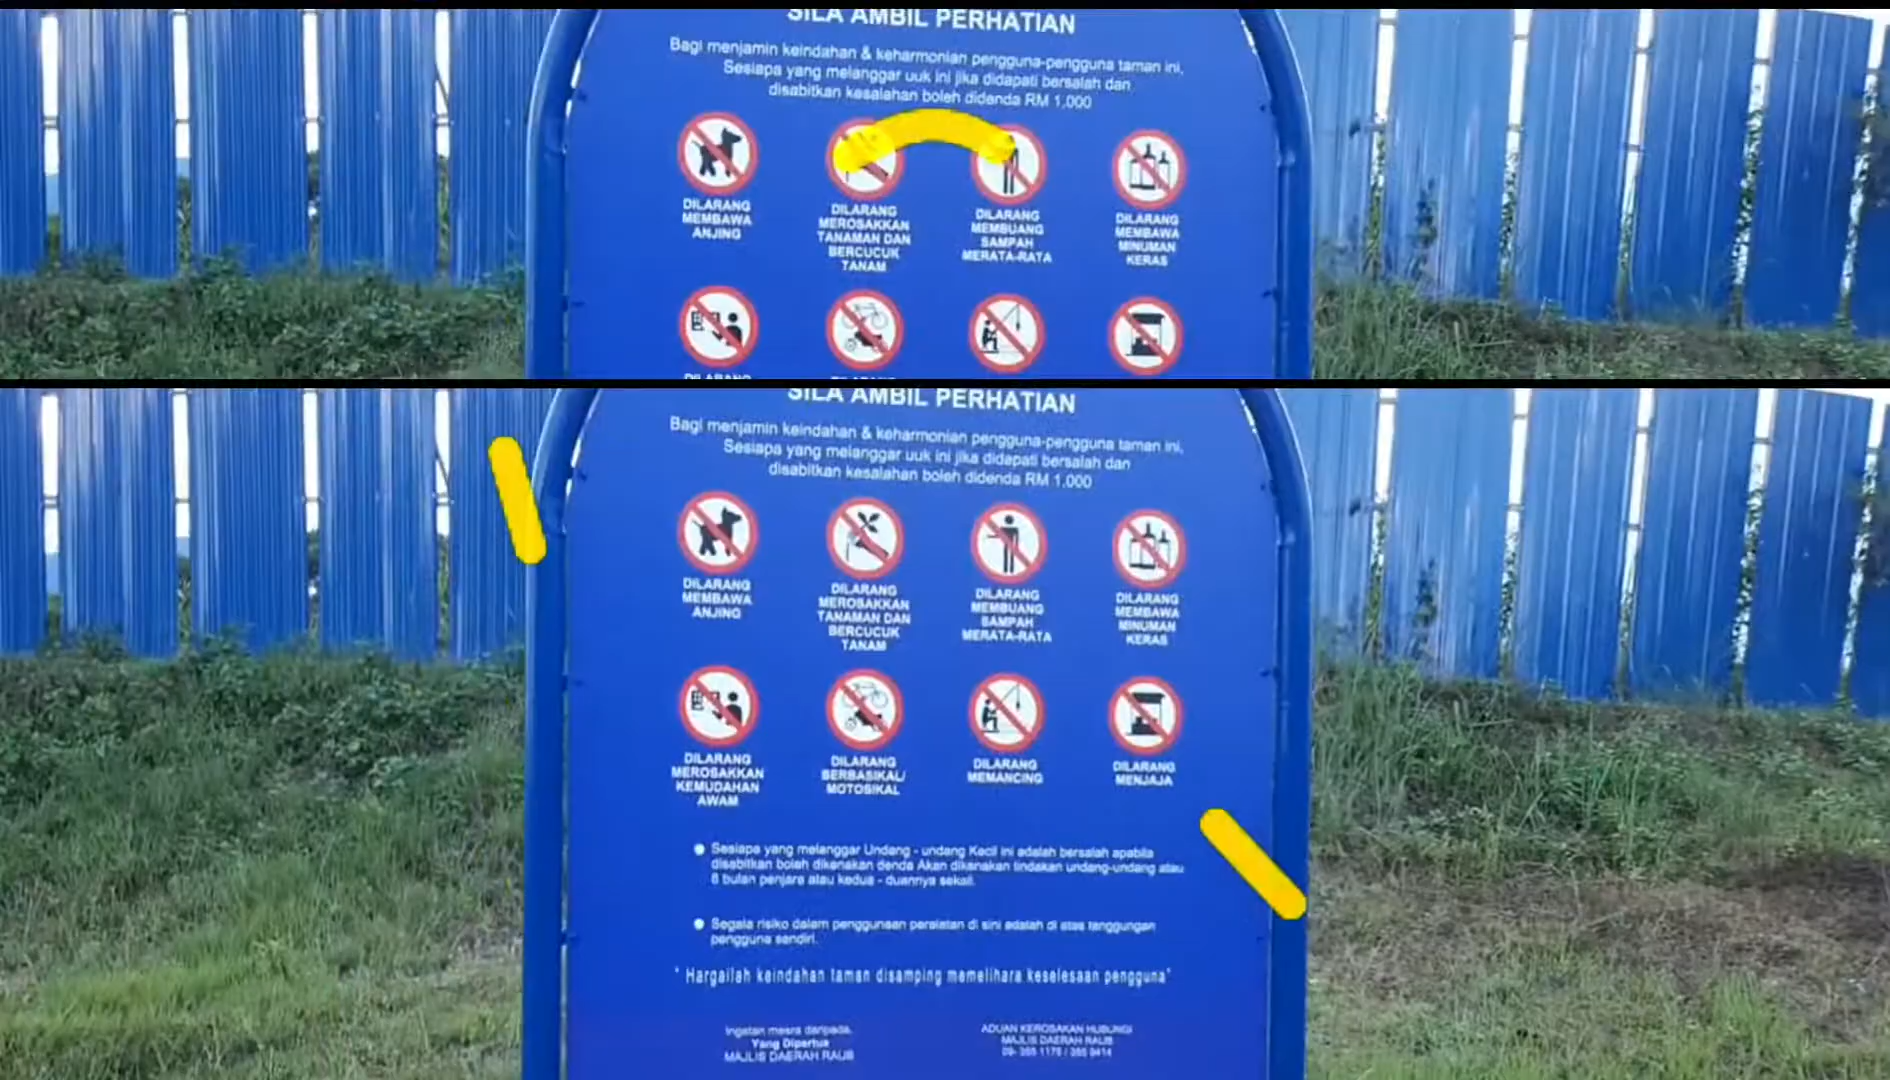 SILA AMBIL PERHATIAN
Bagi menjamin keindahan & keharmonian pengguna-pengguna taman ini,
Sesiapa yang melanggar uuk ini jika didapati bersalah dan
disabitkan kesalahan boleh didenda RM 1,000
DILARANG
MEMBAWA
ANJING
DILARANG
MEROSAKKAN
TANAMAN DAN
BERCUCUK
TANAM
DILARANG
MEMBUANG
SAMPAH
MERATA-RATA
DILARANG
MEMBAWA
MINUMAN
KERAS
SILA AMBIL PERHATIAN
Bagi menjamin keindahan & keharmonian pengguna-pengguna taman ini,
Sesiapa yang melanggar uuk ini jika didapati bersalah dan
disabitkan kesalahan boleh didenda RM 1,000
DILARANG
MEMBAWA
ANJING
DILARANG
MEROSAKKAN
TANAMAN DAN
BERCUCUK
TANAM
DILARANG
MEMBUANG
SAMPAH
MERATA-RATA
DILARANG
MEMBAWA
MINUMAN
KERAS
DILARANG
MEROSAKKAN
KEMUDAHAN
AWAM
DILARANG
BERBASIKAL/
MOTOSIKAL
DILARANG
MEMANCING
DILARANG
MENJAJA
Sesiapa yang melanggar Undang - undang Kecil ini adalah bersalah apabila
disabitkan boleh dikenakan denda Akan dikenakan tindakan undang-undang atau
bulan penjara atau kedua - duannya sekali.
Segala risiko dalam penggunaan peralatan di sini adalah di atas tanggungan
pengguna sendiri.
" Hargailah keindahan taman disamping memelihara keselesaan pengguna"
Ingatan mesra daripada,
Yang Dipertua
MAJLIS DAERAH RAUB
ADUAN KEROSAKAN HUBUNGI
MAJLIS DAERAH RAUB